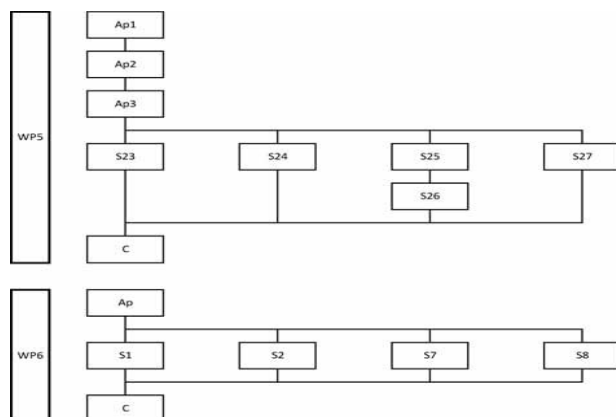 Ap1
Ap2
Ap3
WP5
S23 S24 S25 S27
S26
C
Ap
WP6
S1 S2 S7 S8
C